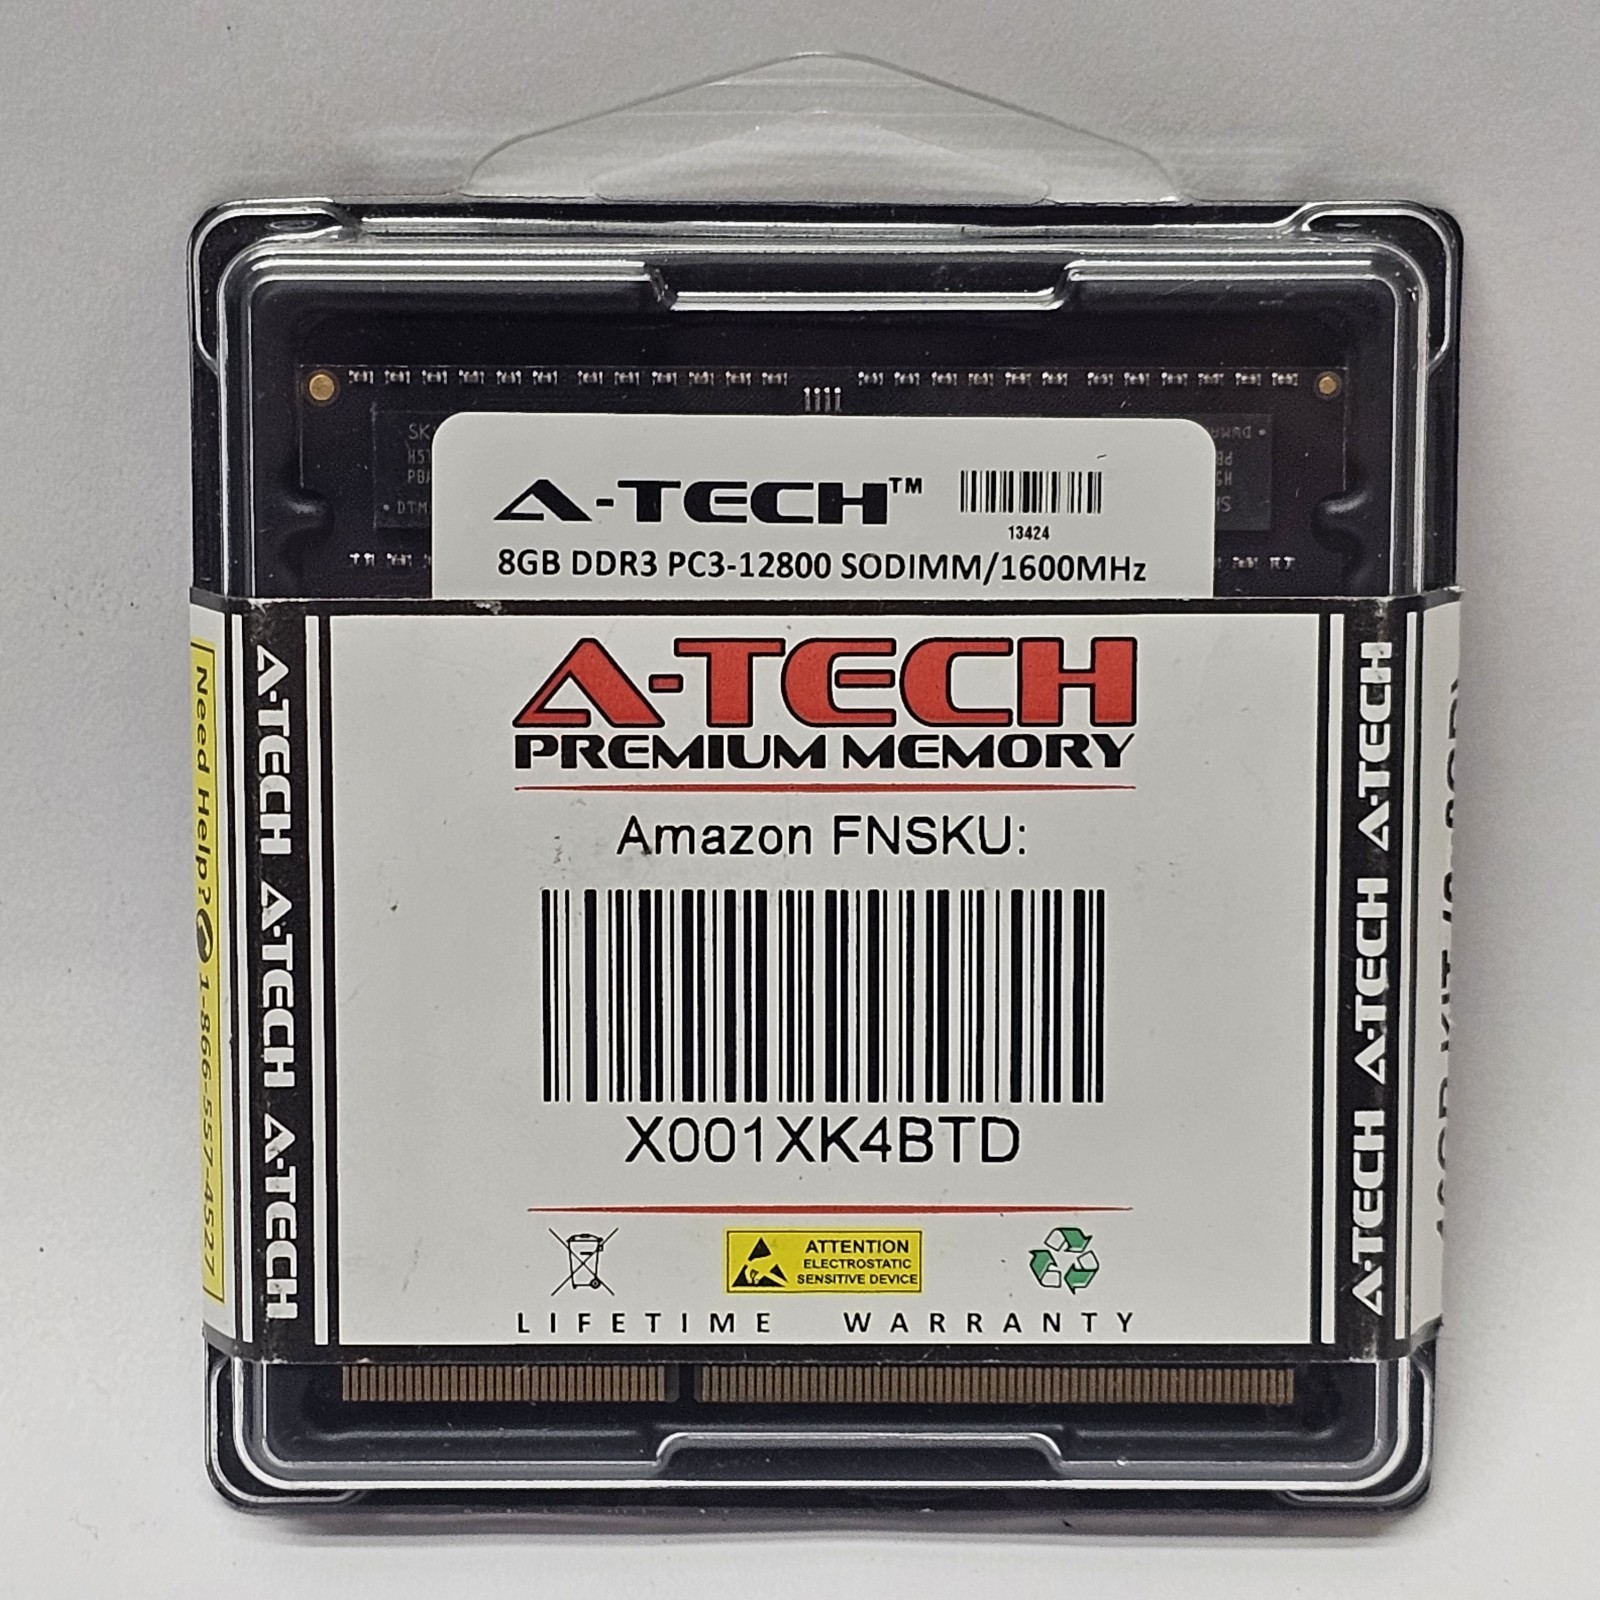 A-TECH™
13424
8GB DDR3 PC3-12800 SODIMM/1600MHz
A-TECH
PREMIUM MEMORY
Amazon FNSKU:
X001XK4BTD
ATTENTION
ELECTROSTATIC
SENSITIVE DEVICE
LIFETIME WARRANTY
Need Help? 1-866-557-4527
A-TECH A-TECH A-TECH
A-TECH A-TECH A-TECH